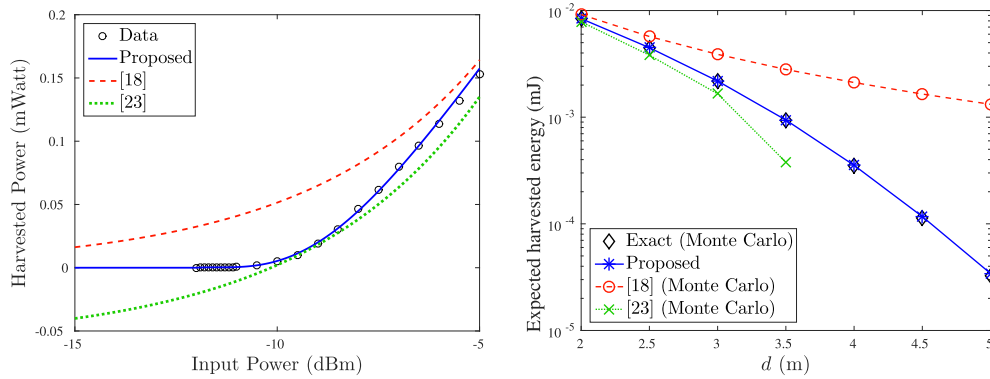 0.2
0.15
0.1
0.05
0
-0.05
-15
-10
-5
Harvested Power (mWatt)
Input Power (dBm)
Data
Proposed
[18]
[23]
10^-2
10^-3
10^-4
10^-5
2
2.5
3
3.5
4
4.5
5
Expected harvested energy (mJ)
d (m)
Exact (Monte Carlo)
Proposed
[18] (Monte Carlo)
[23] (Monte Carlo)